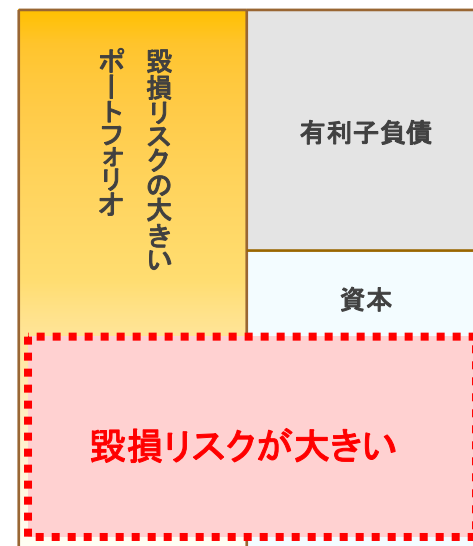 毀損リスクの大きい
ポートフォリオ
有利子負債
資本
毀損リスクが大きい